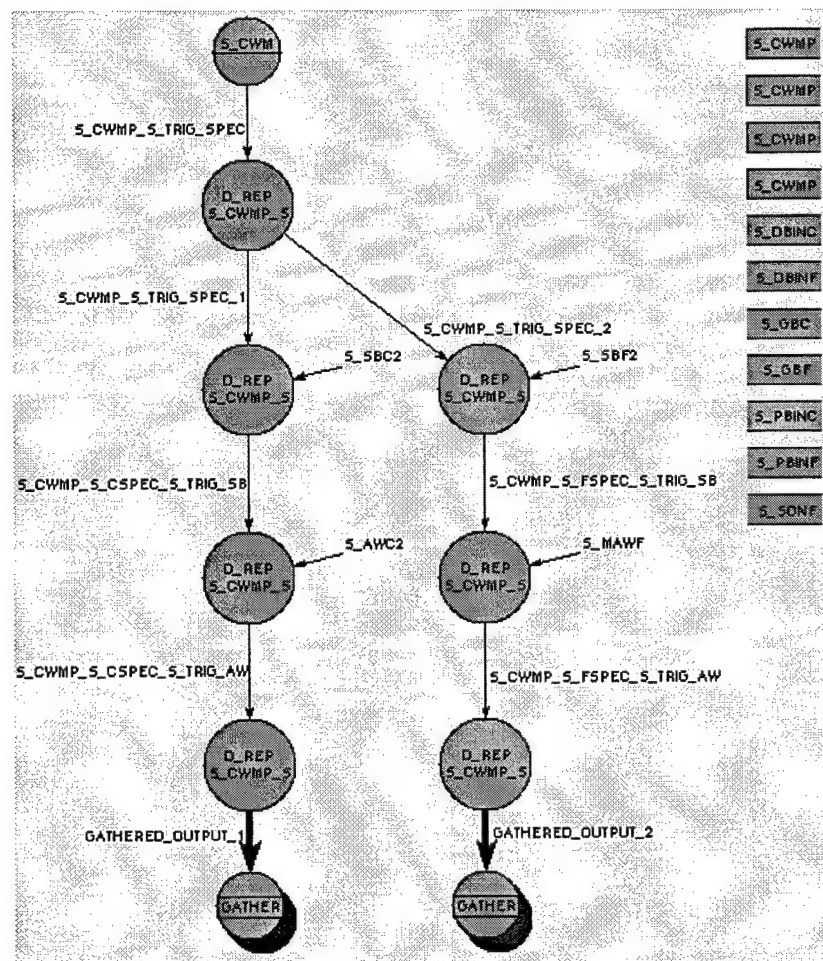 5_CWM
5_CWMP
5_CWMP
5_CWMP_5_TRIG_SPEC
5_CWMP
5_CWMP
D_REP
5_CWMP_5
5_DBINC
5_DBINF
5_CWMP_5_TRIG_SPEC_1
5_CWMP_5_TRIG_SPEC_2
5_GBC
5_SBC2
5_SBF2
5_GBF
D_REP
5_CWMP_5
D_REP
5_CWMP_5
5_PBINC
5_PBINF
5_CWMP_5_CSPEC_5_TRIG_SB
5_CWMP_5_FSPEC_5_TRIG_SB
5_SONF
5_AWC2
5_MAWF
D_REP
5_CWMP_5
D_REP
5_CWMP_5
5_CWMP_5_CSPEC_5_TRIG_AW
5_CWMP_5_FSPEC_5_TRIG_AW
D_REP
5_CWMP_5
D_REP
5_CWMP_5
GATHERED_OUTPUT_1
GATHERED_OUTPUT_2
GATHER
GATHER